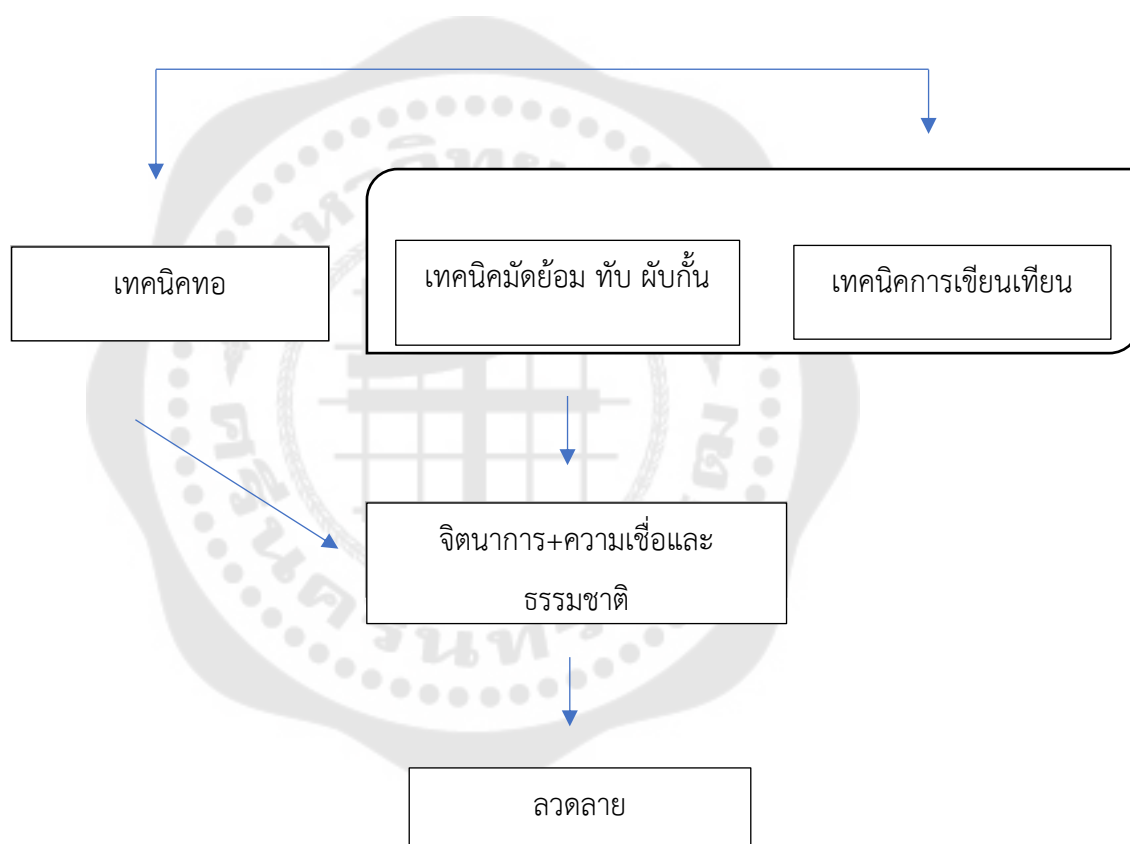 เทคนิคทอ
เทคนิคมัดย้อม ทับ ผับกั้น
เทคนิคการเขียนเทียน
จิตนาการ+ความเชื่อและ
ธรรมชาติ
ลวดลาย